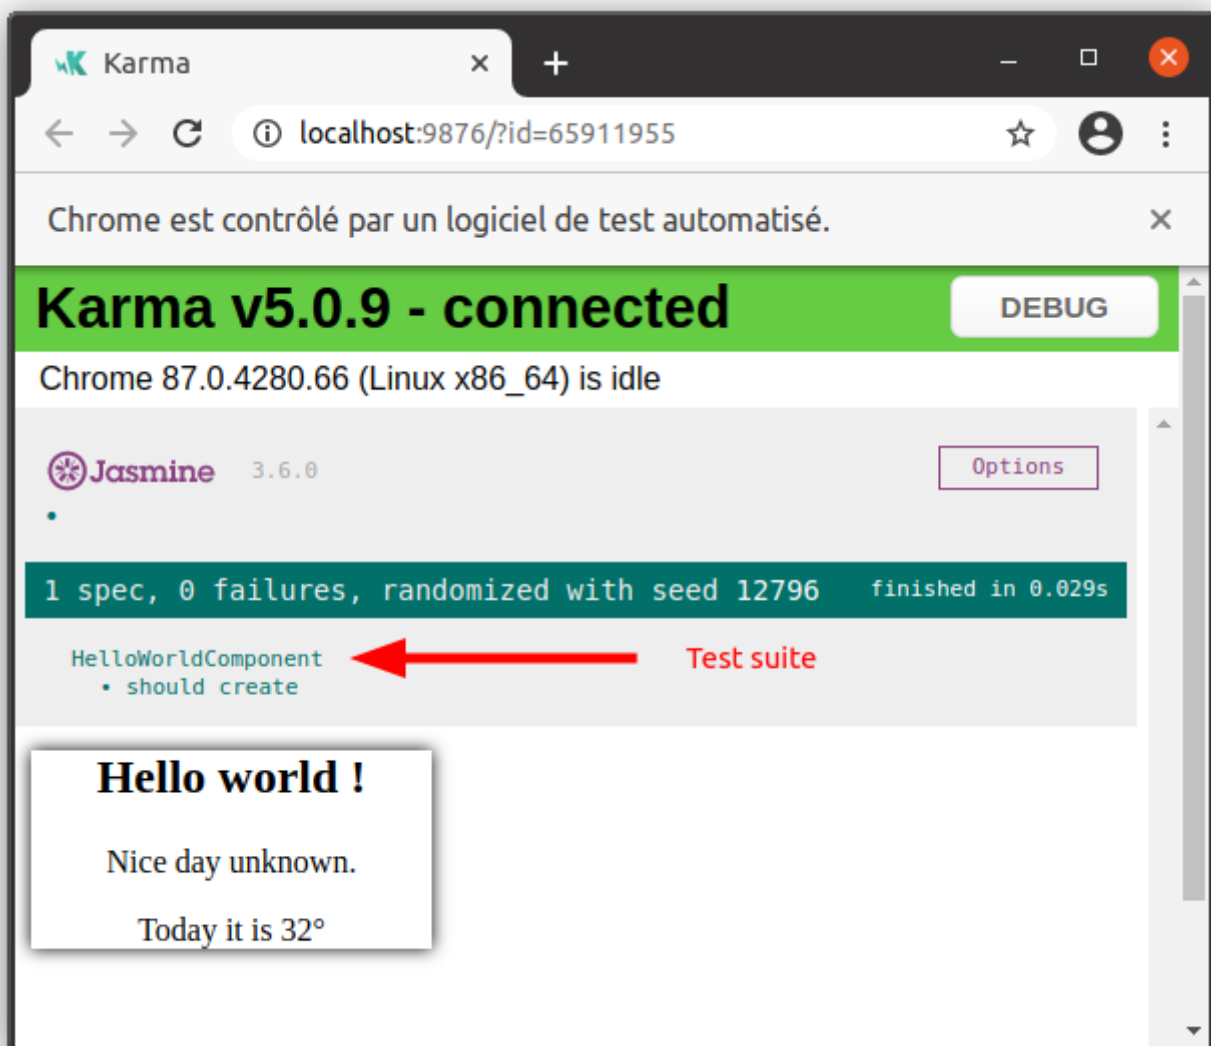 Karma
localhost:9876/?id=65911955
Chrome est contrôlé par un logiciel de test automatisé.
Karma v5.0.9 - connected
DEBUG
Chrome 87.0.4280.66 (Linux x86_64) is idle
Jasmine 3.6.0
Options
•
1 spec, 0 failures, randomized with seed 12796 finished in 0.029s
HelloWorldComponent
Test suite
• should create
Hello world !
Nice day unknown.
Today it is 32°